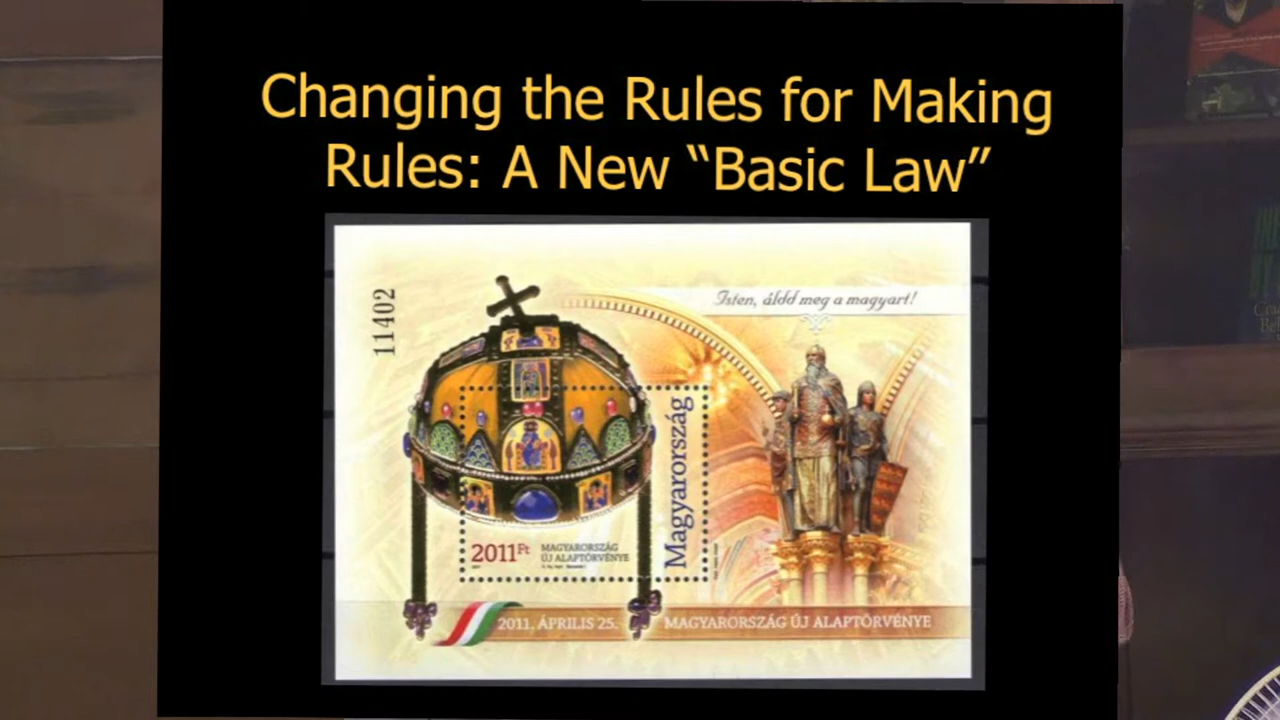 Changing the Rules for Making
Rules: A New “Basic Law”
11402
Isten, áldd meg a magyart!
Magyarország
2011Ft
MAGYARORSZÁG
ÚJ ALAPTÖRVÉNYE
2011. ÁPRILIS 25.
MAGYARORSZÁG ÚJ ALAPTÖRVÉNYE